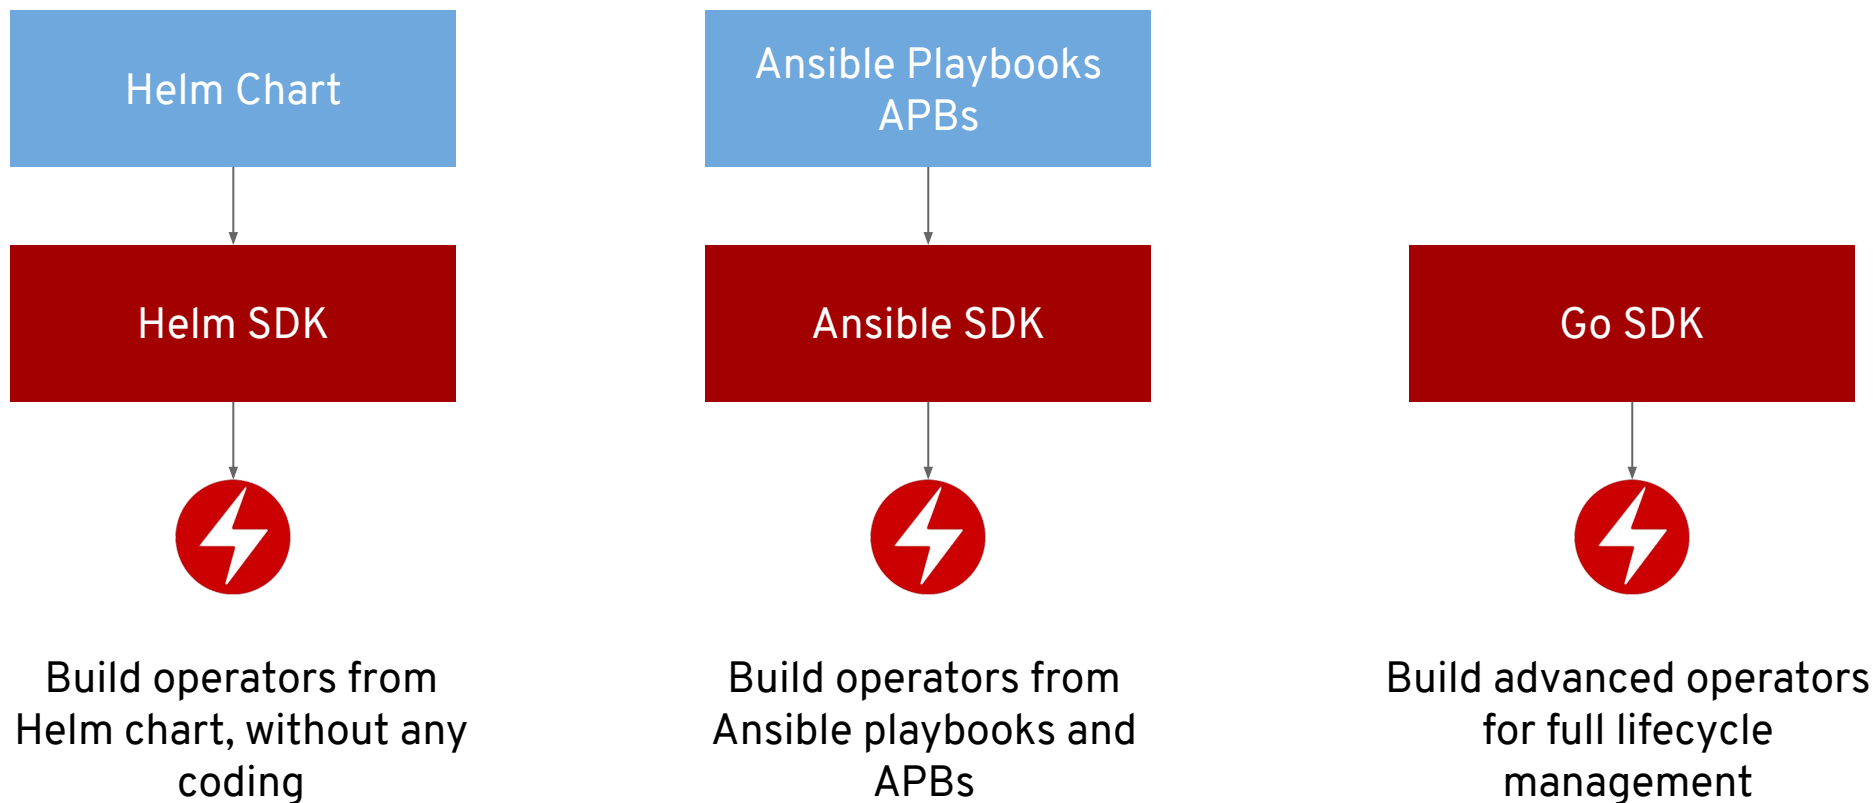 Helm Chart
Ansible Playbooks
APBs
Helm SDK
Ansible SDK
Go SDK
Build operators from
Helm chart, without any
coding
Build operators from
Ansible playbooks and
APBs
Build advanced operators
for full lifecycle
management